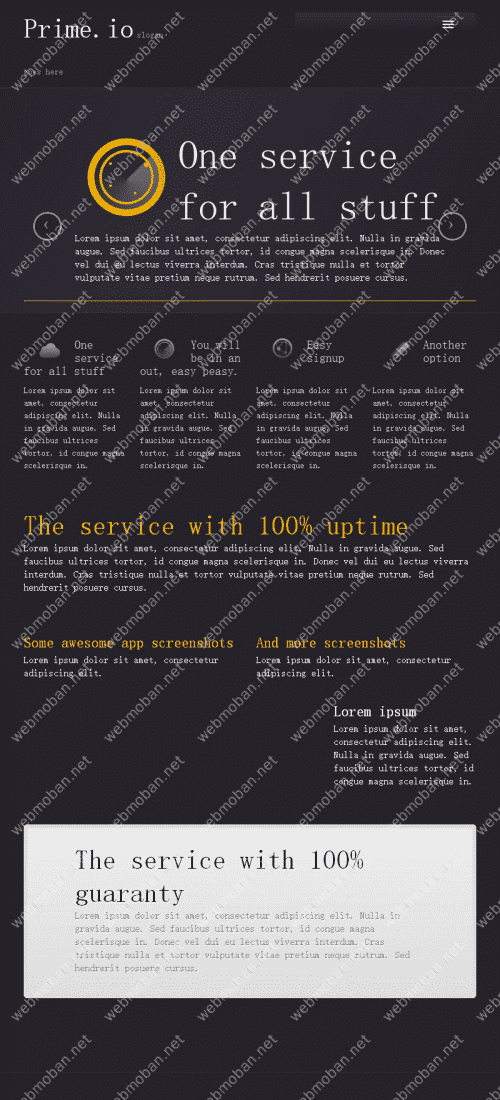 Prime.io slogan
goes here
One service
for all stuff
Lorem ipsum dolor sit amet, consectetur adipiscing elit. Nulla in gravida
augue. Sed faucibus ultrices tortor, id congue magna scelerisque in. Donec
vel dui eu lectus viverra interdum. Cras tristique nulla et tortor
vulputate vitae pretium neque rutrum. Sed hendrerit posuere cursus.
One
service
for all stuff
Lorem ipsum dolor sit
amet, consectetur
adipiscing elit. Nulla
in gravida augue. Sed
faucibus ultrices
tortor, id congue magna
scelerisque in.
You will
be in an
out, easy peasy.
Lorem ipsum dolor sit
amet, consectetur
adipiscing elit. Nulla
in gravida augue. Sed
faucibus ultrices
tortor, id congue magna
scelerisque in.
Easy
signup
Lorem ipsum dolor sit
amet, consectetur
adipiscing elit. Nulla
in gravida augue. Sed
faucibus ultrices
tortor, id congue magna
scelerisque in.
Another
option
Lorem ipsum dolor sit
amet, consectetur
adipiscing elit. Nulla
in gravida augue. Sed
faucibus ultrices
tortor, id congue magna
scelerisque in.
The service with 100% uptime
Lorem ipsum dolor sit amet, consectetur adipiscing elit. Nulla in gravida augue. Sed
faucibus ultrices tortor, id congue magna scelerisque in. Donec vel dui eu lectus viverra
interdum. Cras tristique nulla et tortor vulputate vitae pretium neque rutrum. Sed
hendrerit posuere cursus.
Some awesome app screenshots
Lorem ipsum dolor sit amet, consectetur
adipiscing elit.
And more screenshots
Lorem ipsum dolor sit amet, consectetur
adipiscing elit.
Lorem ipsum
Lorem ipsum dolor sit amet,
consectetur adipiscing elit.
Nulla in gravida augue. Sed
faucibus ultrices tortor, id
congue magna scelerisque in.
The service with 100%
guaranty
Lorem ipsum dolor sit amet, consectetur adipiscing elit. Nulla in
gravida augue. Sed faucibus ultrices tortor, id congue magna
scelerisque in. Donec vel dui eu lectus viverra interdum. Cras
tristique nulla et tortor vulputate vitae pretium neque rutrum. Sed
hendrerit posuere cursus.
webmoban.net